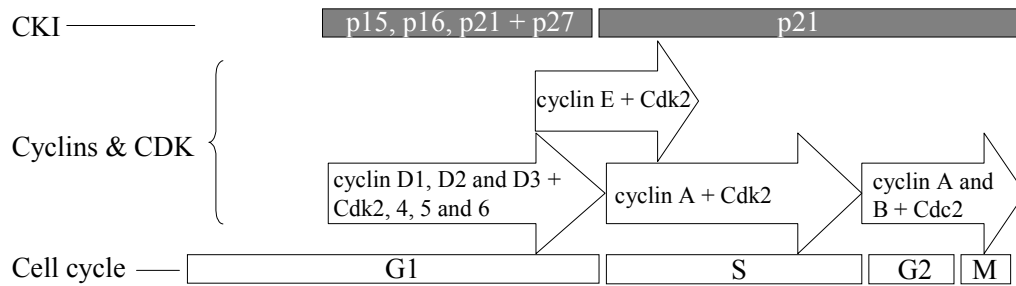 CKI
p15, p16, p21 + p27
p21
cyclin E + Cdk2
Cyclins & CDK
cyclin D1, D2 and D3 +
Cdk2, 4, 5 and 6
cyclin A + Cdk2
cyclin A and
B + Cdc2
Cell cycle
G1
S
G2
M